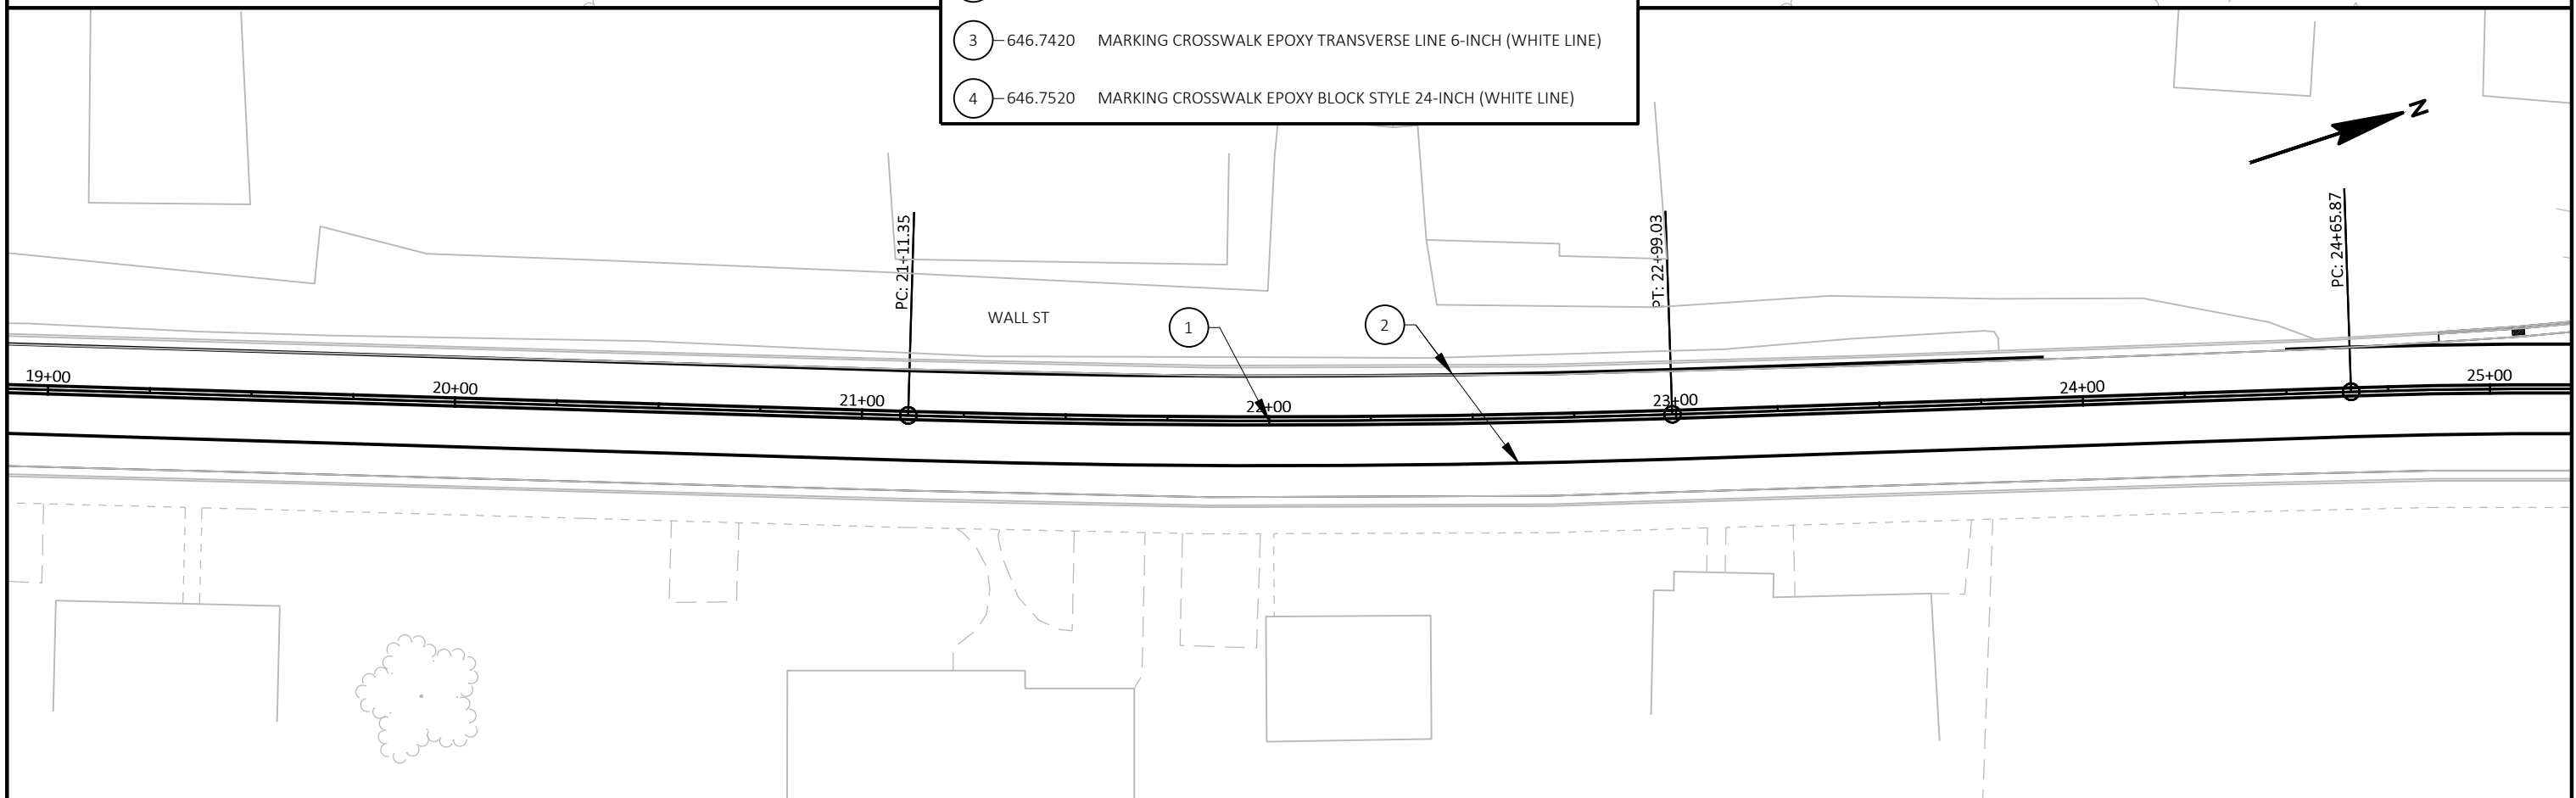 3 646.7420 MARKING CROSSWALK EPOXY TRANSVERSE LINE 6-INCH (WHITE LINE)
4 646.7520 MARKING CROSSWALK EPOXY BLOCK STYLE 24-INCH (WHITE LINE)
N
PC: 21+11.35
PT: 22+99.03
PC: 24+65.87
WALL ST
1
2
19+00
20+00
21+00
22+00
23+00
24+00
25+00